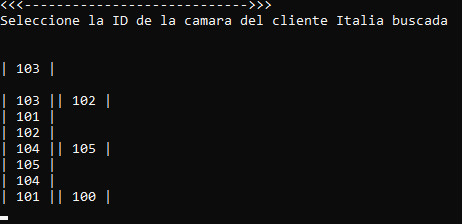 <<<---------------------------->>>
Seleccione la ID de la camara del cliente Italia buscada
| 103 |
| 103 || 102 |
| 101 |
| 102 |
| 104 || 105 |
| 105 |
| 104 |
| 101 || 100 |